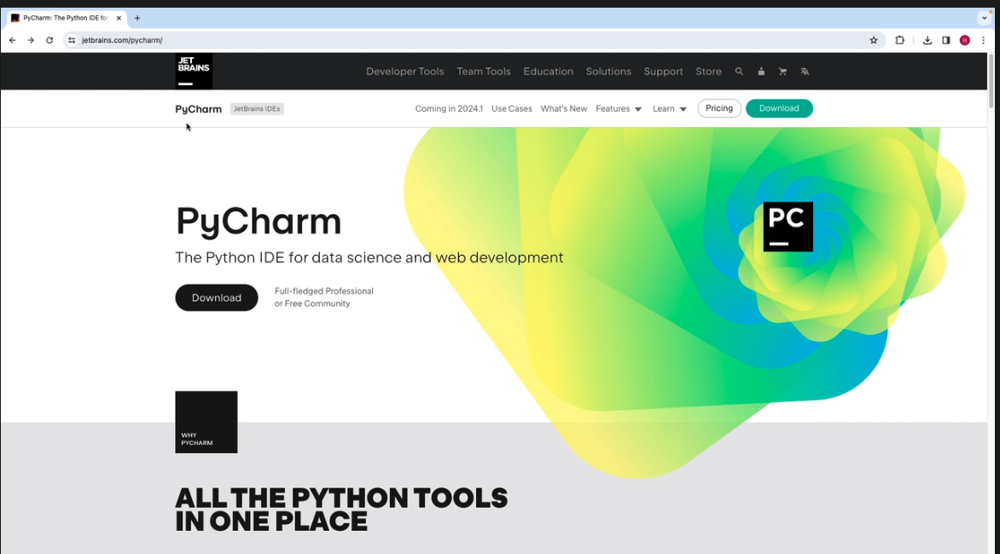 PyCharm: The Python IDE for
jetbrains.com/pycharm/
H
JET
BRAINS
Developer Tools Team Tools Education Solutions Support Store
PyCharm JetBrains IDEs Coming in 2024.1 Use Cases What's New Features Learn Pricing Download
PC
PyCharm
The Python IDE for data science and web development
Download
Full-fledged Professional
or Free Community
WHY
PYCHARM
ALL THE PYTHON TOOLS
IN ONE PLACE